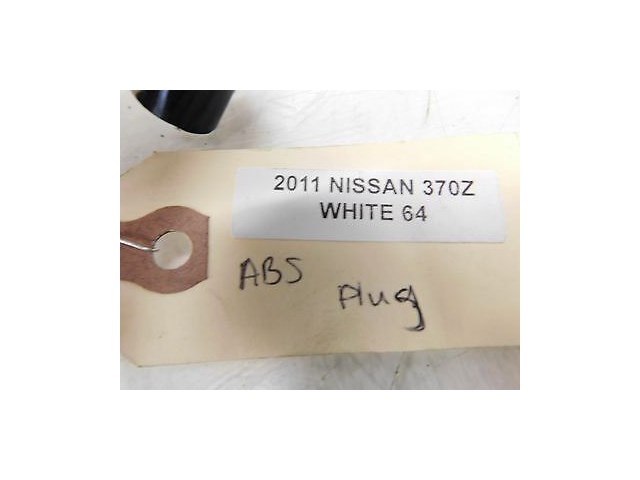 2011 NISSAN 370Z
WHITE 64
ABS Plug